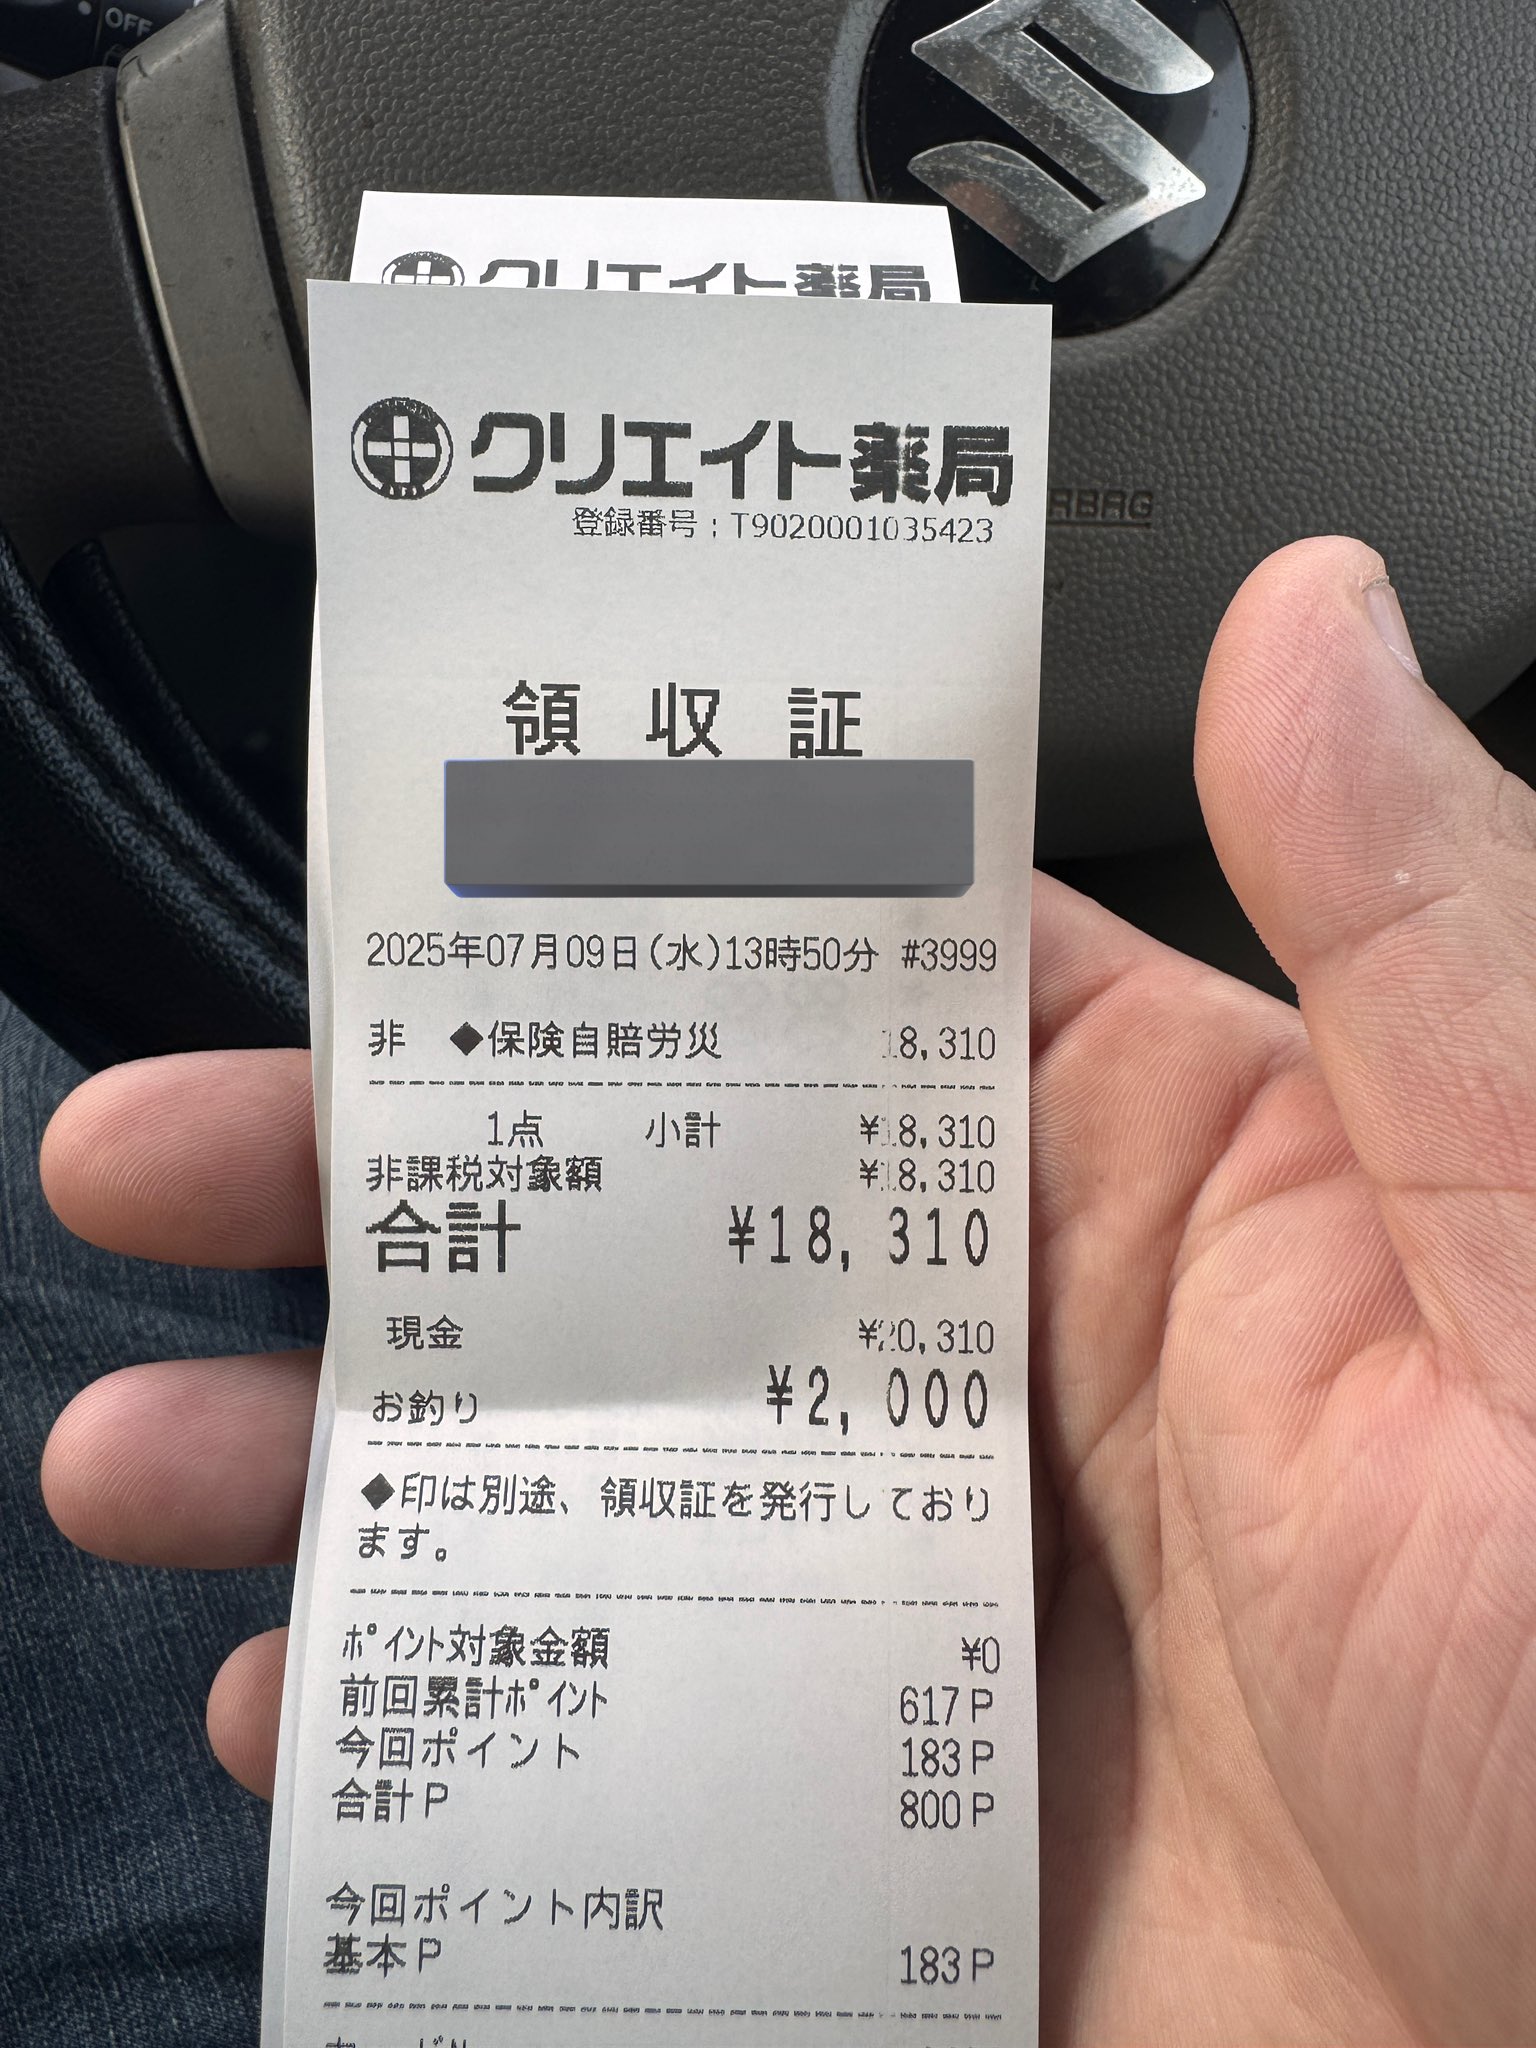 OFF
クリエイト薬局
クリエイト薬局
登録番号：T9020001035423
AIRBAG
領収証
2025年07月09日(水)13時50分 #3999
非 ◆保険自賠労災 18,310
1点 小計 ¥18,310
非課税対象額 ¥18,310
合計 ¥18,310
現金 ¥20,310
お釣り ¥2,000
◆印は別途、領収証を発行しており
ます。
ポイント対象金額 ¥0
前回累計ポイント 617P
今回ポイント 183P
合計P 800P
今回ポイント内訳
基本P 183P